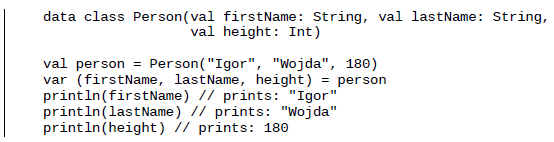 data class Person(val firstName: String, val lastName: String,
                  val height: Int)
val person = Person("Igor", "Wojda", 180)
var (firstName, lastName, height) = person
println(firstName) // prints: "Igor"
println(lastName) // prints: "Wojda"
println(height) // prints: 180